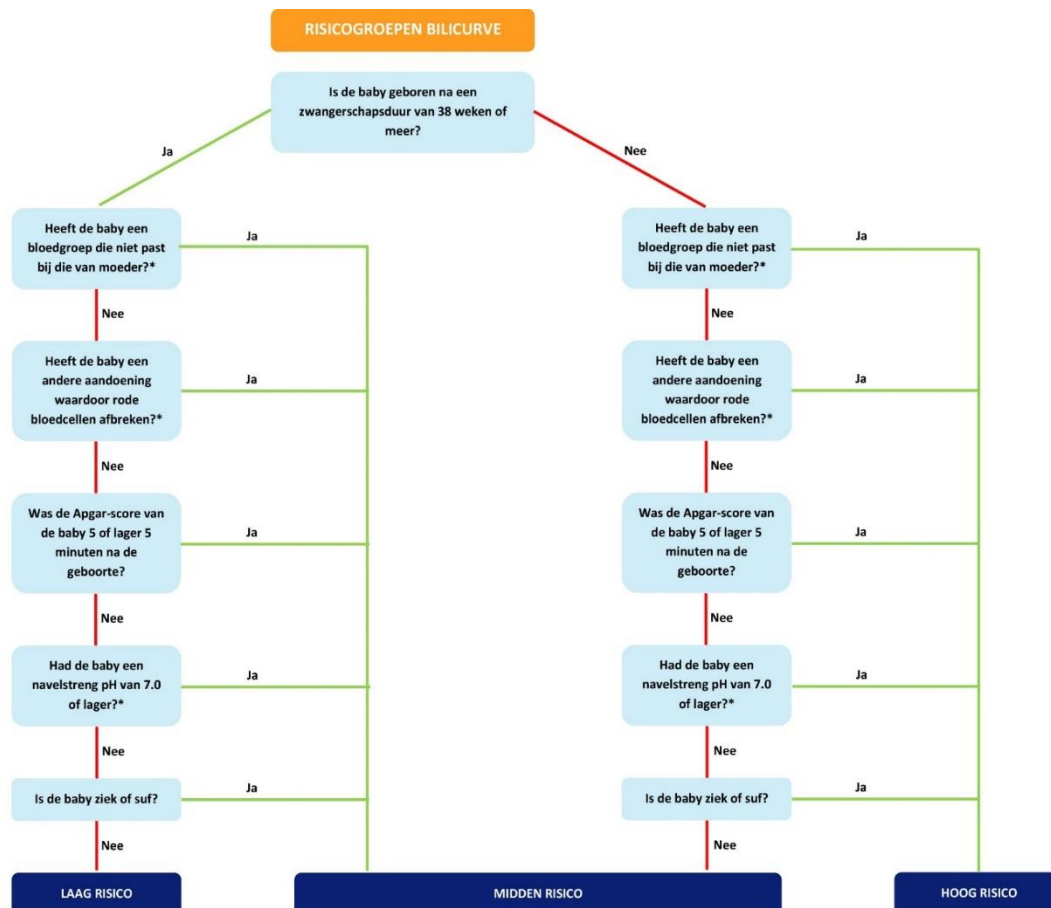 RISICOGROEPEN BILICURVE
Is de baby geboren na een
zwangerschapsduur van 38 weken of
meer?
Ja
Nee
Heeft de baby een
bloedgroep die niet past
bij die van moeder?*
Ja
Nee
Heeft de baby een
andere aandoening
waardoor rode
bloedcellen afbreken?*
Ja
Nee
Was de Apgar-score van
de baby 5 of lager 5
minuten na de
geboorte?
Ja
Nee
Had de baby een
navelstreng pH van 7.0
of lager?*
Ja
Nee
Is de baby ziek of suf?
Ja
Nee
Heeft de baby een
bloedgroep die niet past
bij die van moeder?*
Ja
Nee
Heeft de baby een
andere aandoening
waardoor rode
bloedcellen afbreken?*
Ja
Nee
Was de Apgar-score van
de baby 5 of lager 5
minuten na de
geboorte?
Ja
Nee
Had de baby een
navelstreng pH van 7.0
of lager?*
Ja
Nee
Is de baby ziek of suf?
Ja
Nee
LAAG RISICO
MIDDEN RISICO
HOOG RISICO